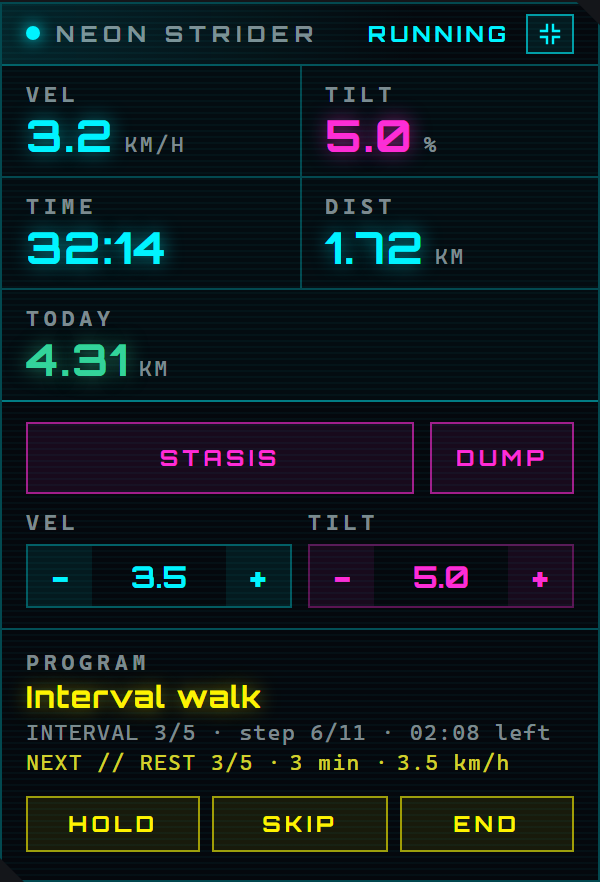 NEON STRIDER RUNNING
VEL
3.2 KM/H
TILT
5.0 %
TIME
32:14
DIST
1.72 KM
TODAY
4.31 KM
STASIS DUMP
VEL TILT
- 3.5 + - 5.0 +
PROGRAM
Interval walk
INTERVAL 3/5 · step 6/11 · 02:08 left
NEXT // REST 3/5 · 3 min · 3.5 km/h
HOLD SKIP END